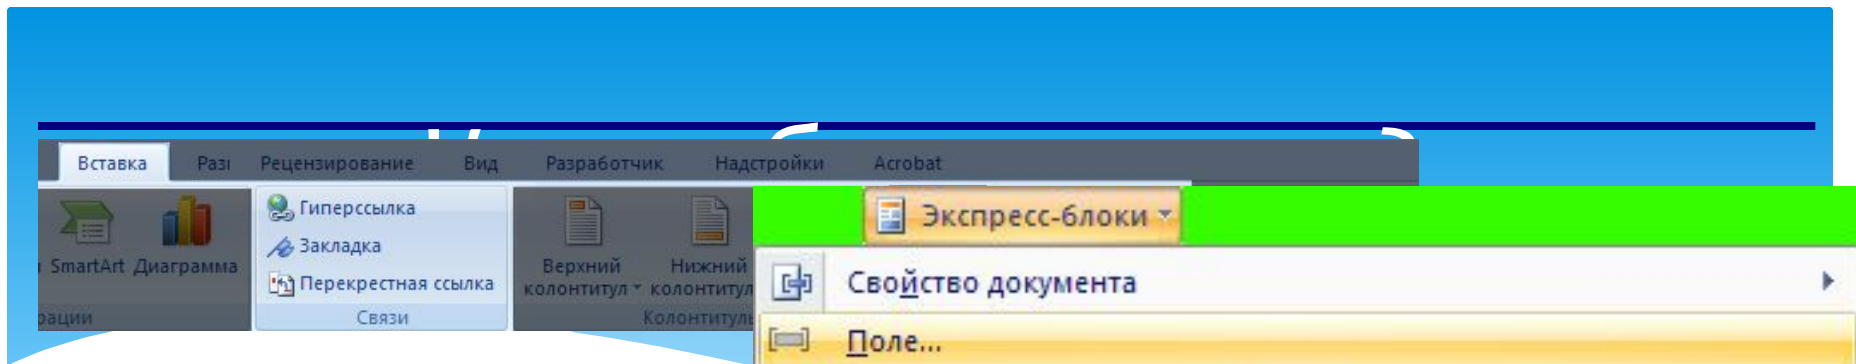 Вставка Рецензирование Вид Разработчик Надстройки Acrobat
Гиперссылка
Экспресс-блоки
Закладка
SmartArt Диаграмма
Верхний колонтитул
Нижний колонтитул
Перекрестная ссылка
Свойство документа
Связи
Поле...